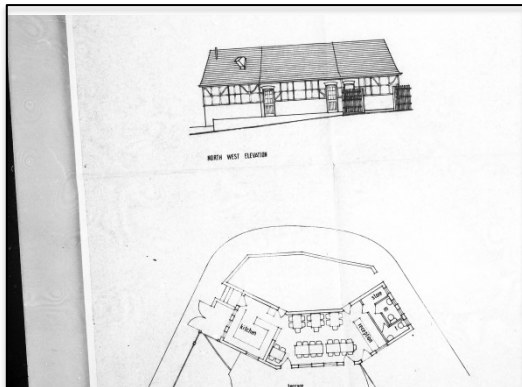 NORTH WEST ELEVATION
kitchen
reception
store
m
f
terrace